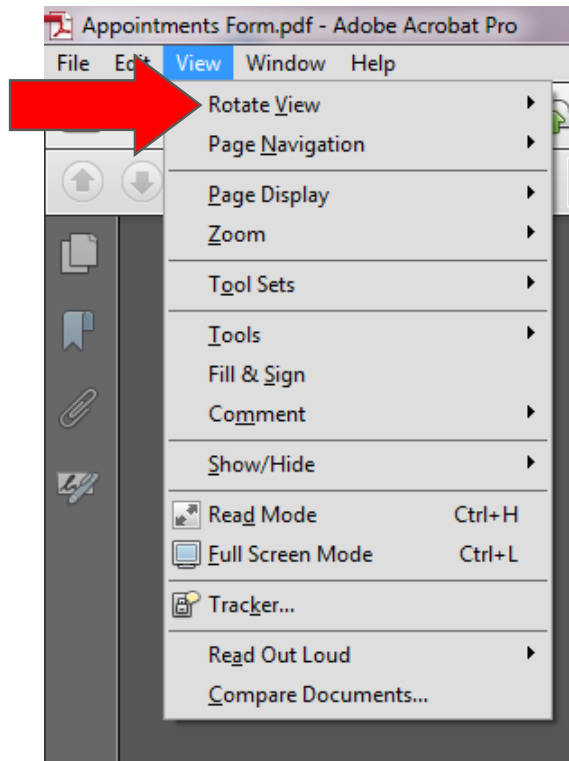 Appointments Form.pdf - Adobe Acrobat Pro
File Edit View Window Help
Rotate View
Page Navigation
Page Display
Zoom
Tool Sets
Tools
Fill & Sign
Comment
Show/Hide
Read Mode Ctrl+H
Full Screen Mode Ctrl+L
Tracker...
Read Out Loud
Compare Documents...